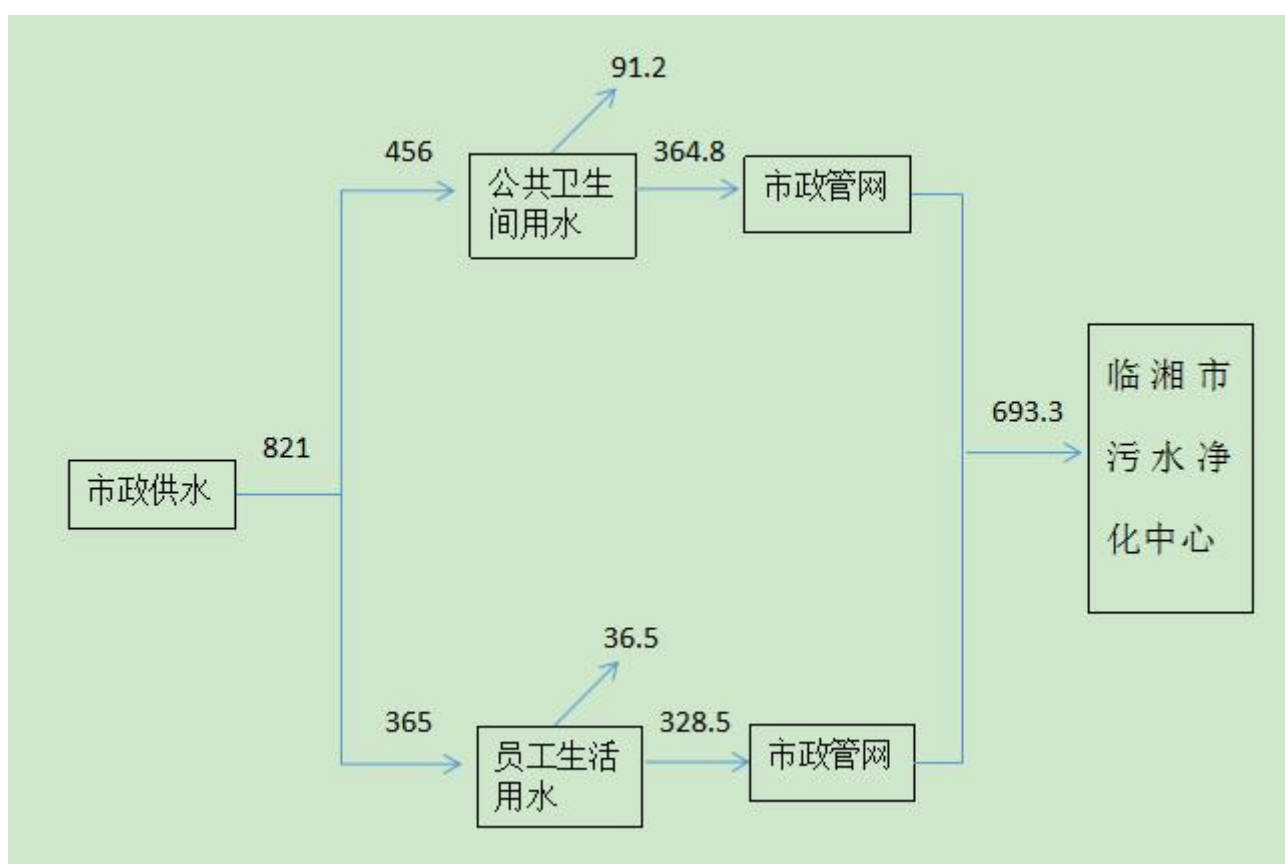 91.2
456
公共卫生
间用水
364.8
市政管网
821
市政供水
693.3
临湘市
污水净
化中心
36.5
365
员工生活
用水
328.5
市政管网